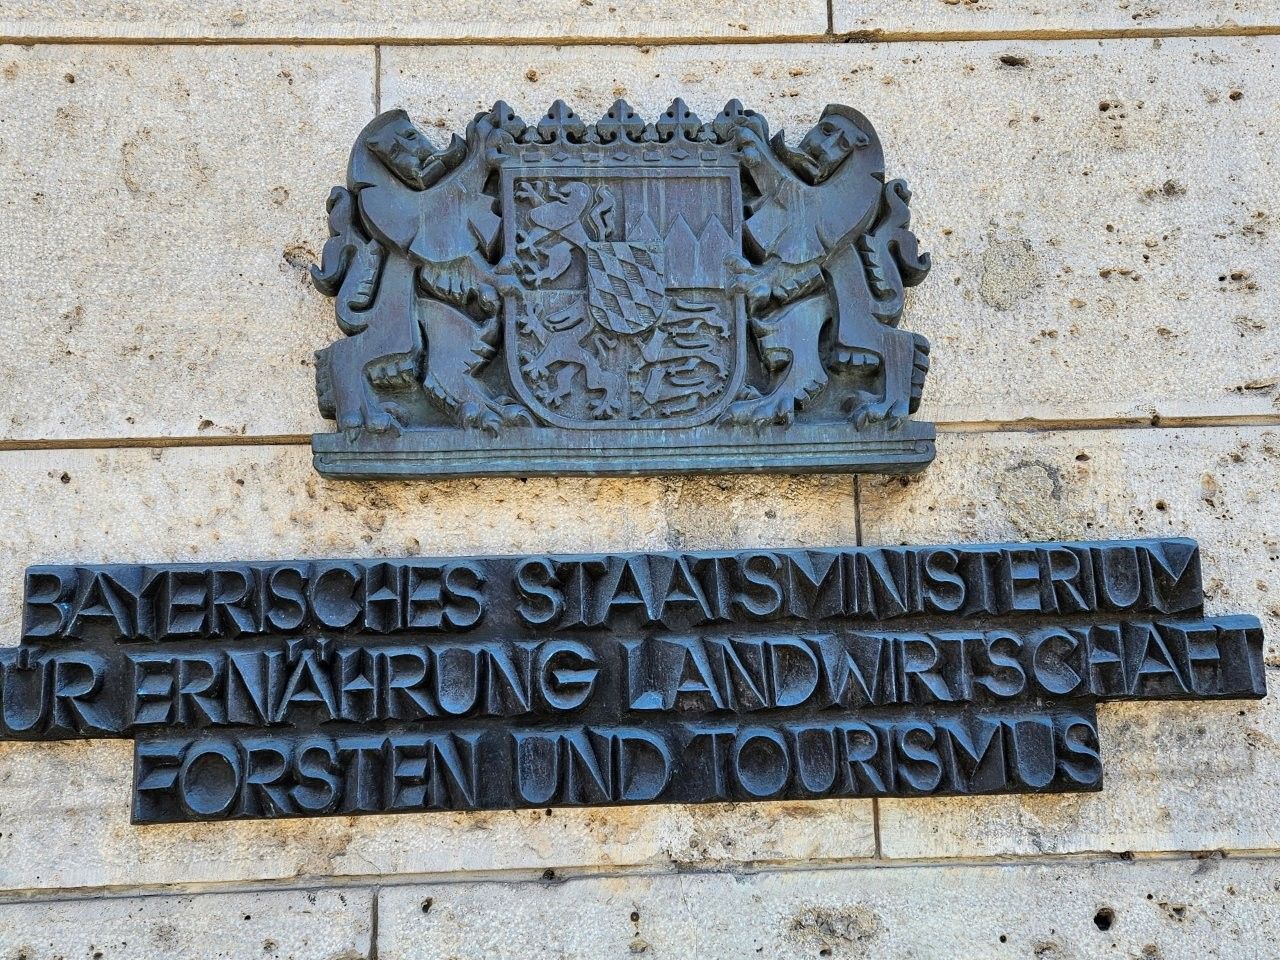 BAYERISCHES STAATSMINISTERIUM
ÜR ERNÄHRUNG LANDWIRTSCHAFT
FORSTEN UND TOURISMUS